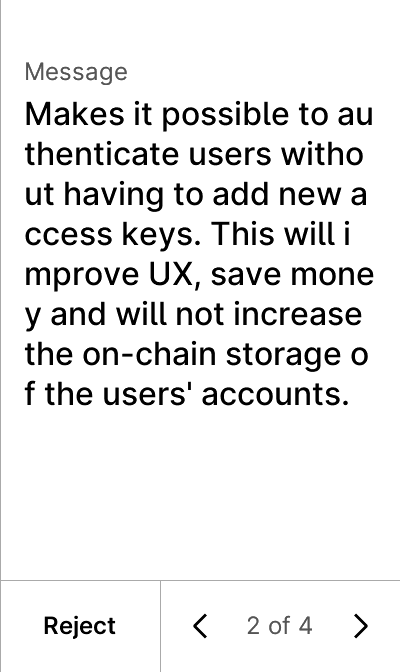 Message
Makes it possible to au
thenticate users witho
ut having to add new a
ccess keys. This will i
mprove UX, save mone
y and will not increase
the on-chain storage o
f the users' accounts.
Reject
2 of 4